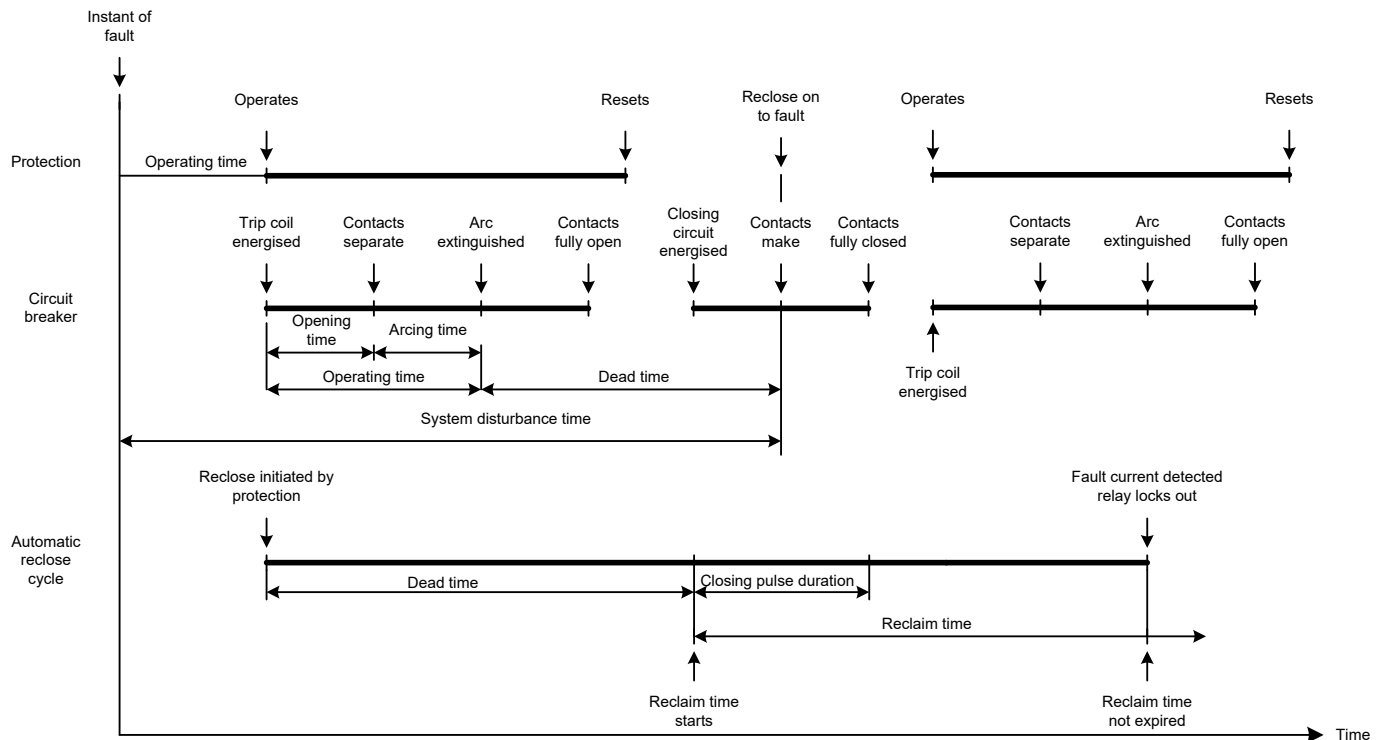 Instant of
fault
Operates
Resets
Reclose on
to fault
Operates
Resets
Protection
Operating time
Trip coil
energised
Contacts
separate
Arc
extinguished
Contacts
fully open
Closing
circuit
energised
Contacts
make
Contacts
fully closed
Contacts
separate
Arc
extinguished
Contacts
fully open
Circuit
breaker
Opening
time
Arcing time
Operating time
Dead time
Trip coil
energised
System disturbance time
Reclose initiated by
protection
Fault current detected
relay locks out
Automatic
reclose
cycle
Dead time
Closing pulse duration
Reclaim time
Reclaim time
starts
Reclaim time
not expired
Time